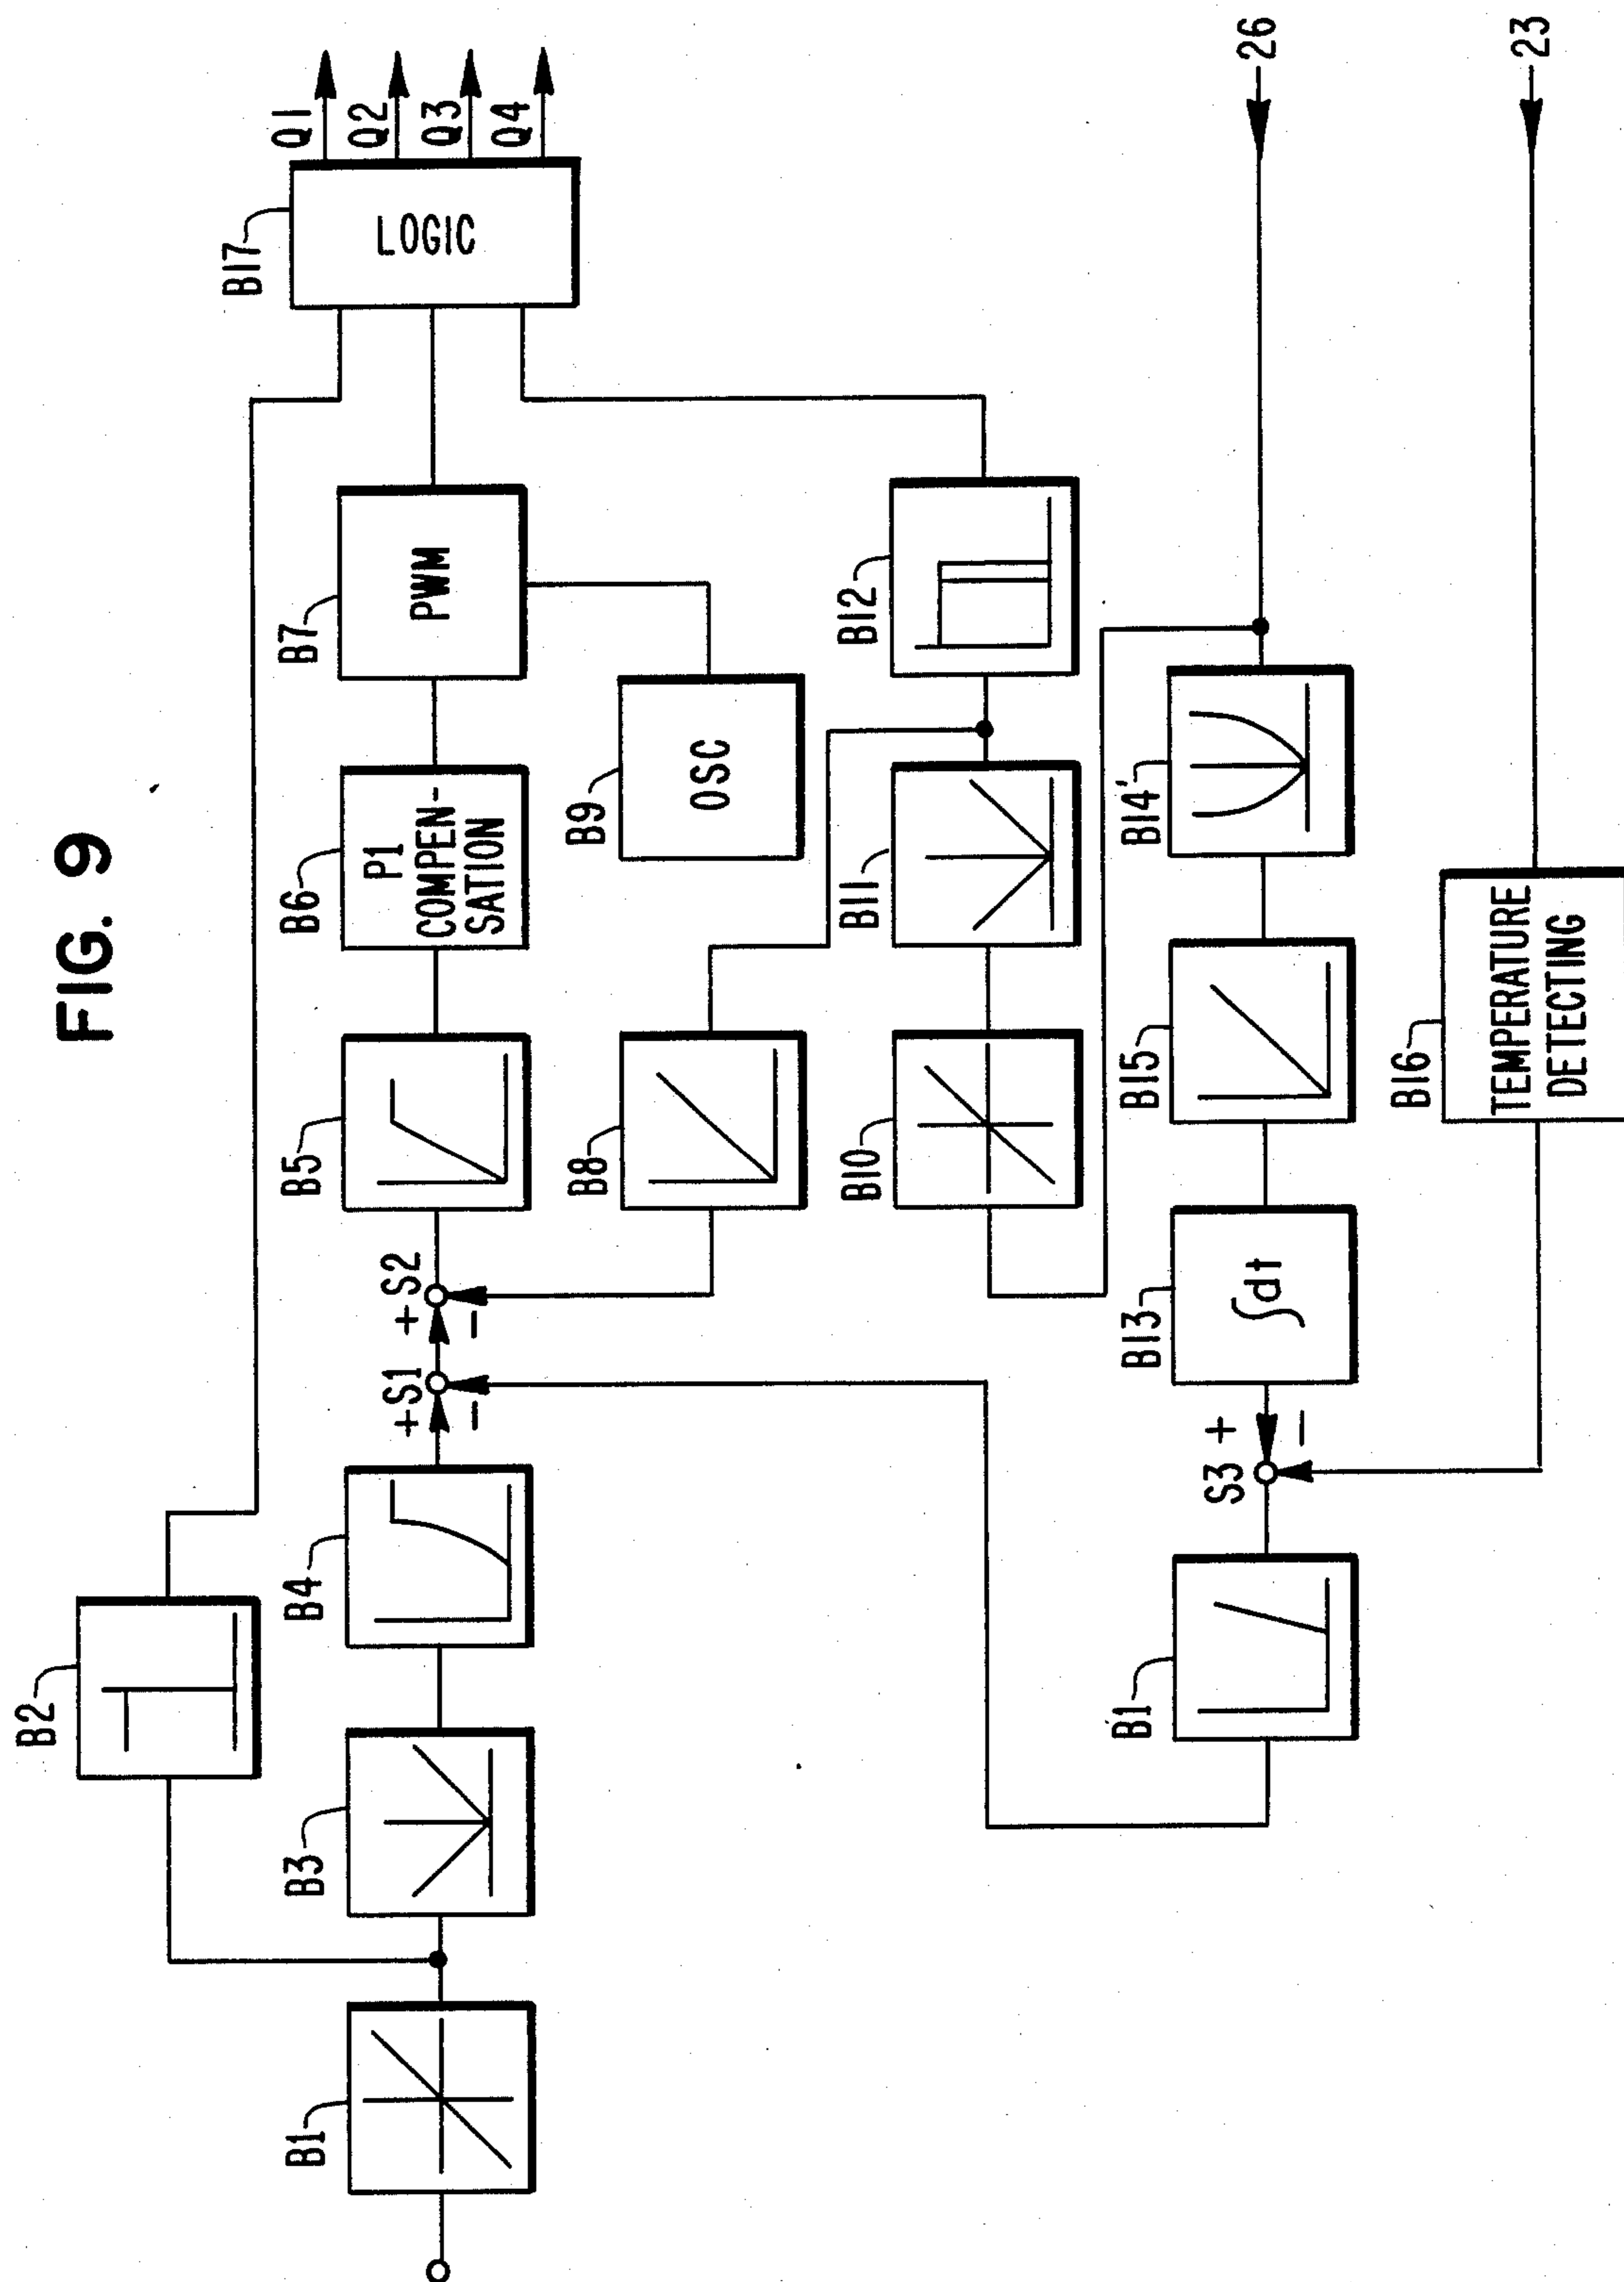 FIG. 9
B2
B17
LOGIC
Q1
Q2
Q3
Q4
B1
B3
B4
+S1
−
+S2
−
B5
B6
P1
COMPEN-
SATION
B7
PWM
B8
B9
OSC
B10
B11
B12
B1
S3
+
−
B13
∫dt
B15
B14'
26
B16
TEMPERATURE
DETECTING
23